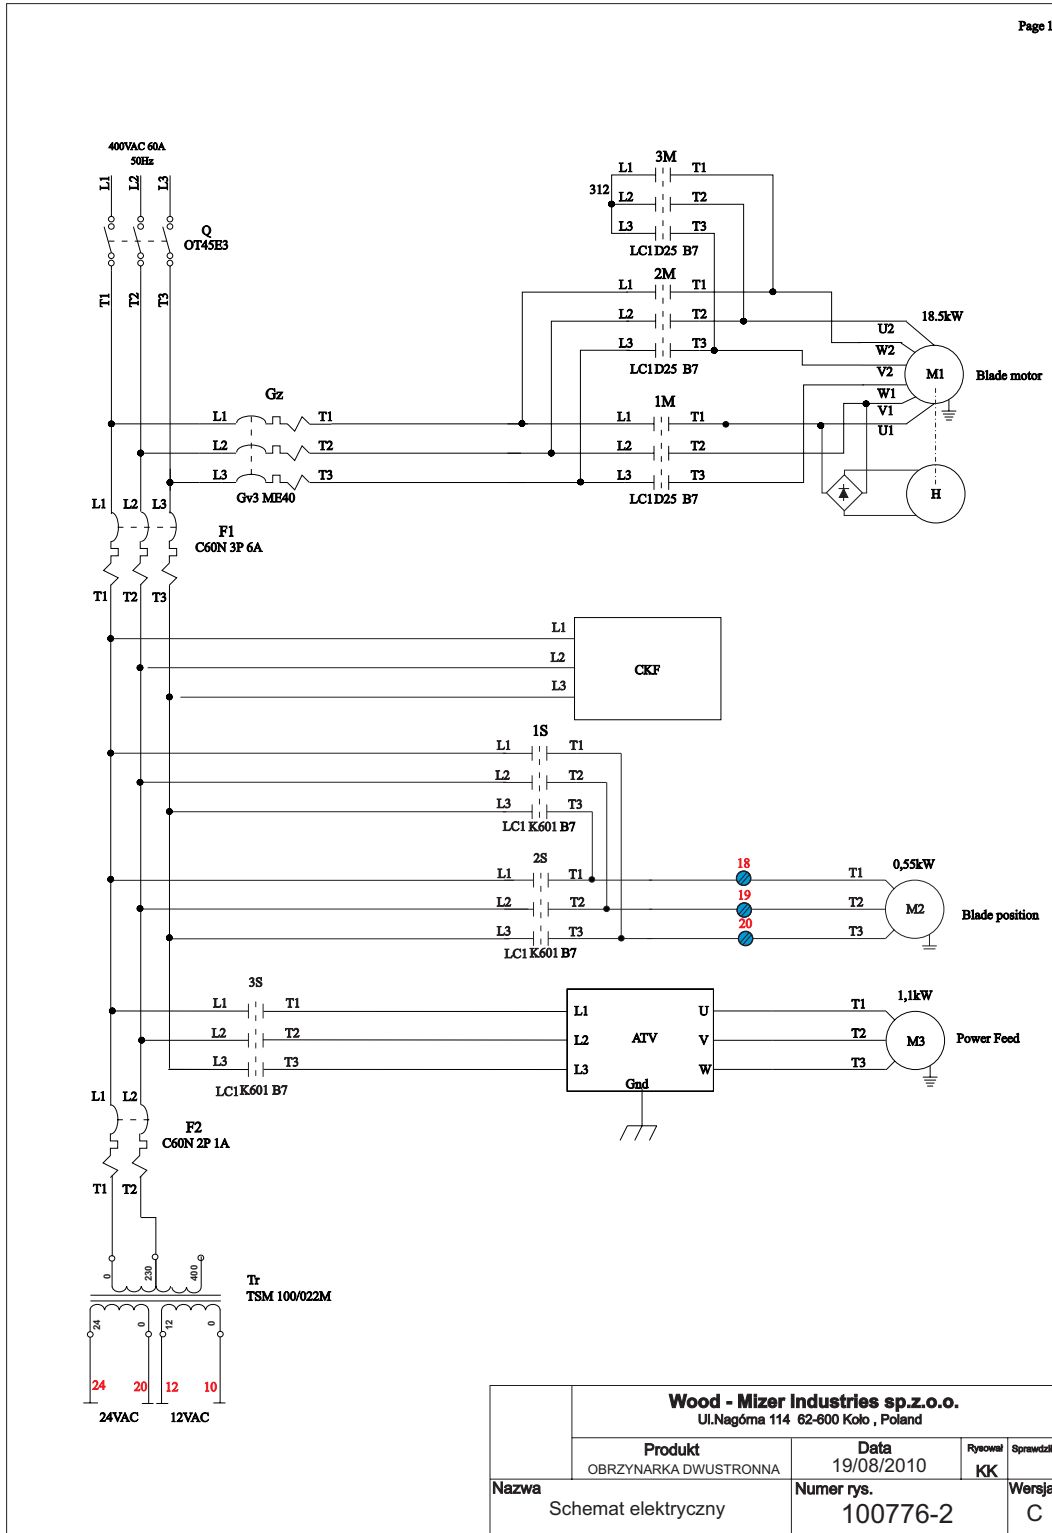 Page 1
400VAC 60A
50Hz
L1 L2 L3
Q
OT45E3
T1 T2 T3
3M
L1 T1
312
L2 T2
L3 T3
LC1D25 B7
2M
L1 T1
L2 T2
L3 T3
LC1D25 B7
18.5kW
U2
W2
V2
W1
V1
U1
M1
Blade motor
Gz
L1 T1
L2 T2
L3 T3
Gv3 ME40
1M
L1 T1
L2 T2
L3 T3
LC1D25 B7
H
L1 L2 L3
F1
C60N 3P 6A
T1 T2 T3
L1
L2
L3
CKF
1S
L1 T1
L2 T2
L3 T3
LC1 K601 B7
2S
L1 T1
L2 T2
L3 T3
LC1 K601 B7
18
19
20
0,55kW
T1
T2
T3
M2
Blade position
3S
L1 T1
L2 T2
L3 T3
LC1 K601 B7
L1 U
L2 ATV V
L3 W
Gnd
1,1kW
T1
T2
T3
M3
Power Feed
L1 L2
F2
C60N 2P 1A
T1 T2
0 230 400
Tr
TSM 100/022M
24 0 12 0
24 20 12 10
24VAC 12VAC
Wood - Mizer Industries sp.z.o.o.
Ul.Nagórna 114 62-600 Koło , Poland
Produkt
OBRZYNARKA DWUSTRONNA
Data
19/08/2010
Rysował
KK
Sprawdził
Nazwa
Schemat elektryczny
Numer rys.
100776-2
Wersja
C